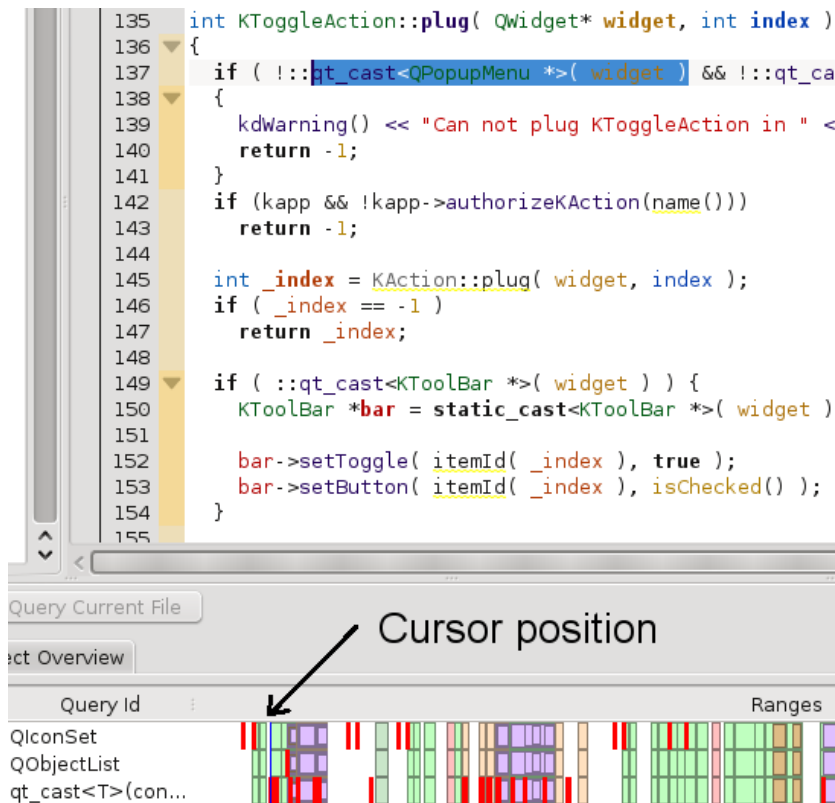 135 int KToggleAction::plug( QWidget* widget, int index )
136 {
137 if ( !::qt_cast<QPopupMenu *>( widget ) && !::qt_ca
138 {
139 kdWarning() << "Can not plug KToggleAction in " <
140 return -1;
141 }
142 if (kapp && !kapp->authorizeKAction(name()))
143 return -1;
144
145 int _index = KAction::plug( widget, index );
146 if ( _index == -1 )
147 return _index;
148
149 if ( ::qt_cast<KToolBar *>( widget ) ) {
150 KToolBar *bar = static_cast<KToolBar *>( widget )
151
152 bar->setToggle( itemId( _index ), true );
153 bar->setButton( itemId( _index ), isChecked() );
154 }
155
Query Current File
Cursor position
ect Overview
Query Id Ranges
QIconSet
QObjectList
qt_cast<T>(con...